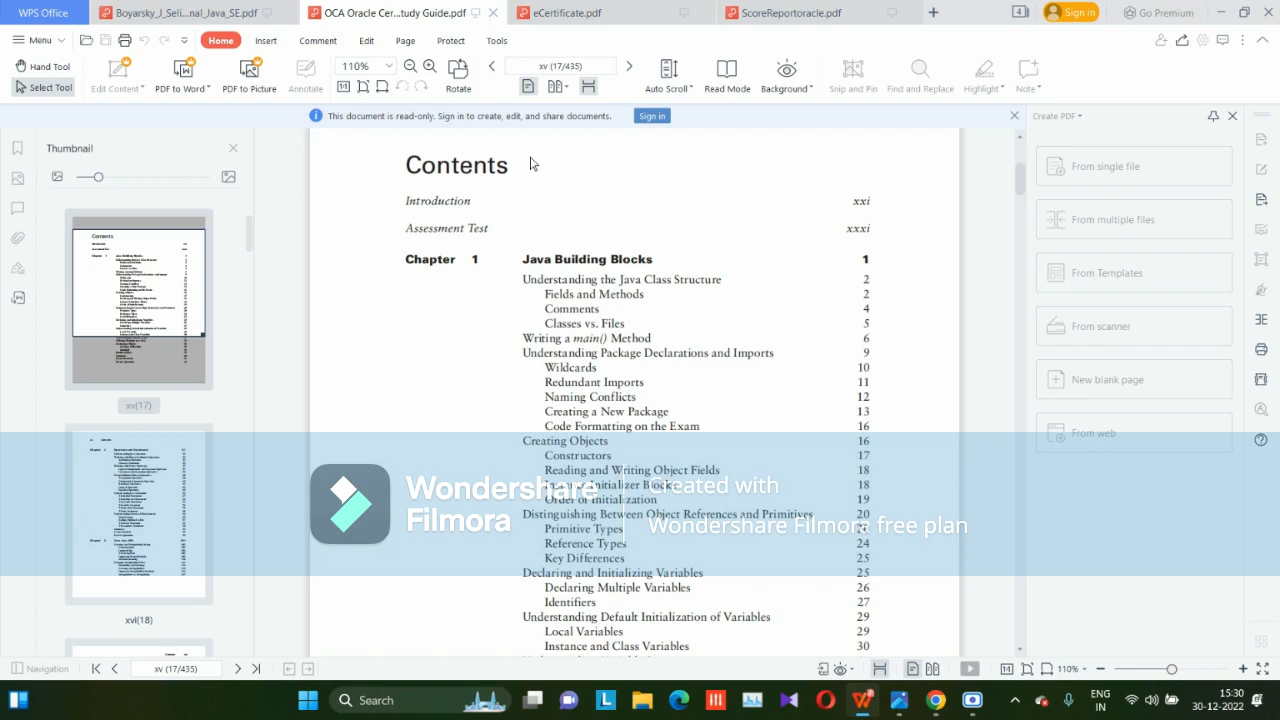 WPS Office
Boyarsky_J_Seli...nal_Java_SE.pdf
OCA Oracle Cer...tudy Guide.pdf
eCertificate.pdf
ScoreReportoracle.pdf
Sign in
Go Premium
Menu
Home
Insert
Comment
Edit
Page
Protect
Tools
Hand Tool
Select Tool
Edit Content
PDF to Word
PDF to Picture
Annotate
110%
Rotate
xv (17/435)
Auto Scroll
Read Mode
Background
Snip and Pin
Find and Replace
Highlight
Note
This document is read-only. Sign in to create, edit, and share documents.
Sign in
Create PDF
Thumbnail
xv(17)
xvi(18)
Contents
Introduction xxi
Assessment Test xxxi
Chapter 1 Java Building Blocks 1
Understanding the Java Class Structure 2
Fields and Methods 2
Comments 4
Classes vs. Files 5
Writing a main() Method 6
Understanding Package Declarations and Imports 9
Wildcards 10
Redundant Imports 11
Naming Conflicts 12
Creating a New Package 13
Code Formatting on the Exam 16
Creating Objects 16
Constructors 17
Reading and Writing Object Fields 18
Initializer Blocks 18
Order of Initialization 19
Distinguishing Between Object References and Primitives 20
Primitive Types
Reference Types 24
Key Differences 25
Declaring and Initializing Variables 25
Declaring Multiple Variables 26
Identifiers 27
Understanding Default Initialization of Variables 29
Local Variables 29
Instance and Class Variables 30
Wondershare
Filmora
Created with
Wondershare Filmora free plan
From single file
From multiple files
From Templates
From scanner
New blank page
From web
Navigation
xv (17/435)
110%
Search
ENG
IN
15:30
30-12-2022